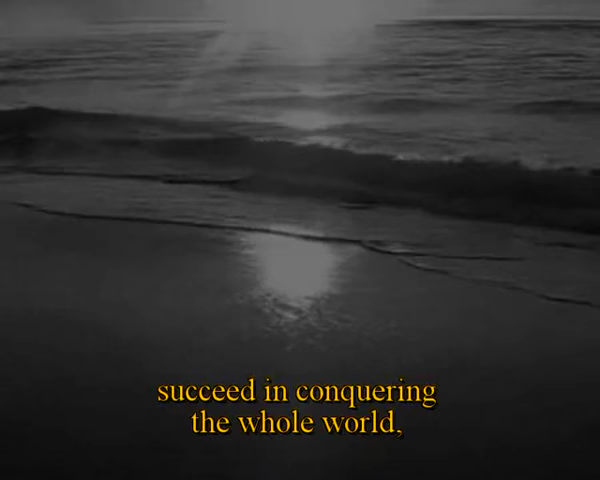 succeed in conquering
the whole world,